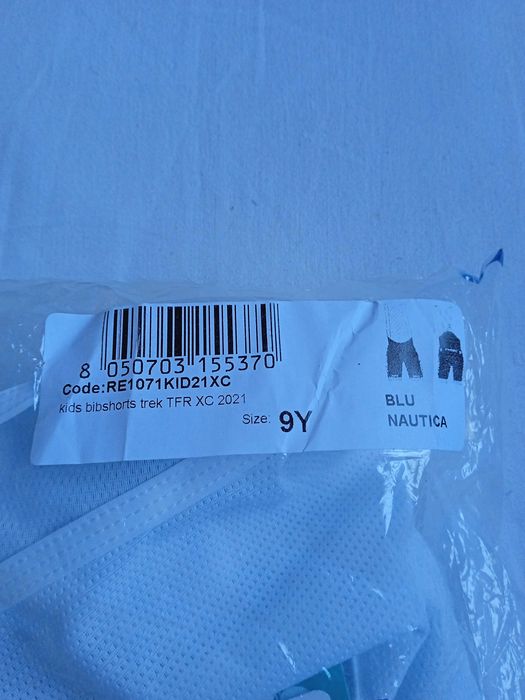 8 050703 155370
Code:RE1071KID21XC
kids bibshorts trek TFR XC 2021
Size: 9Y
BLU
NAUTICA